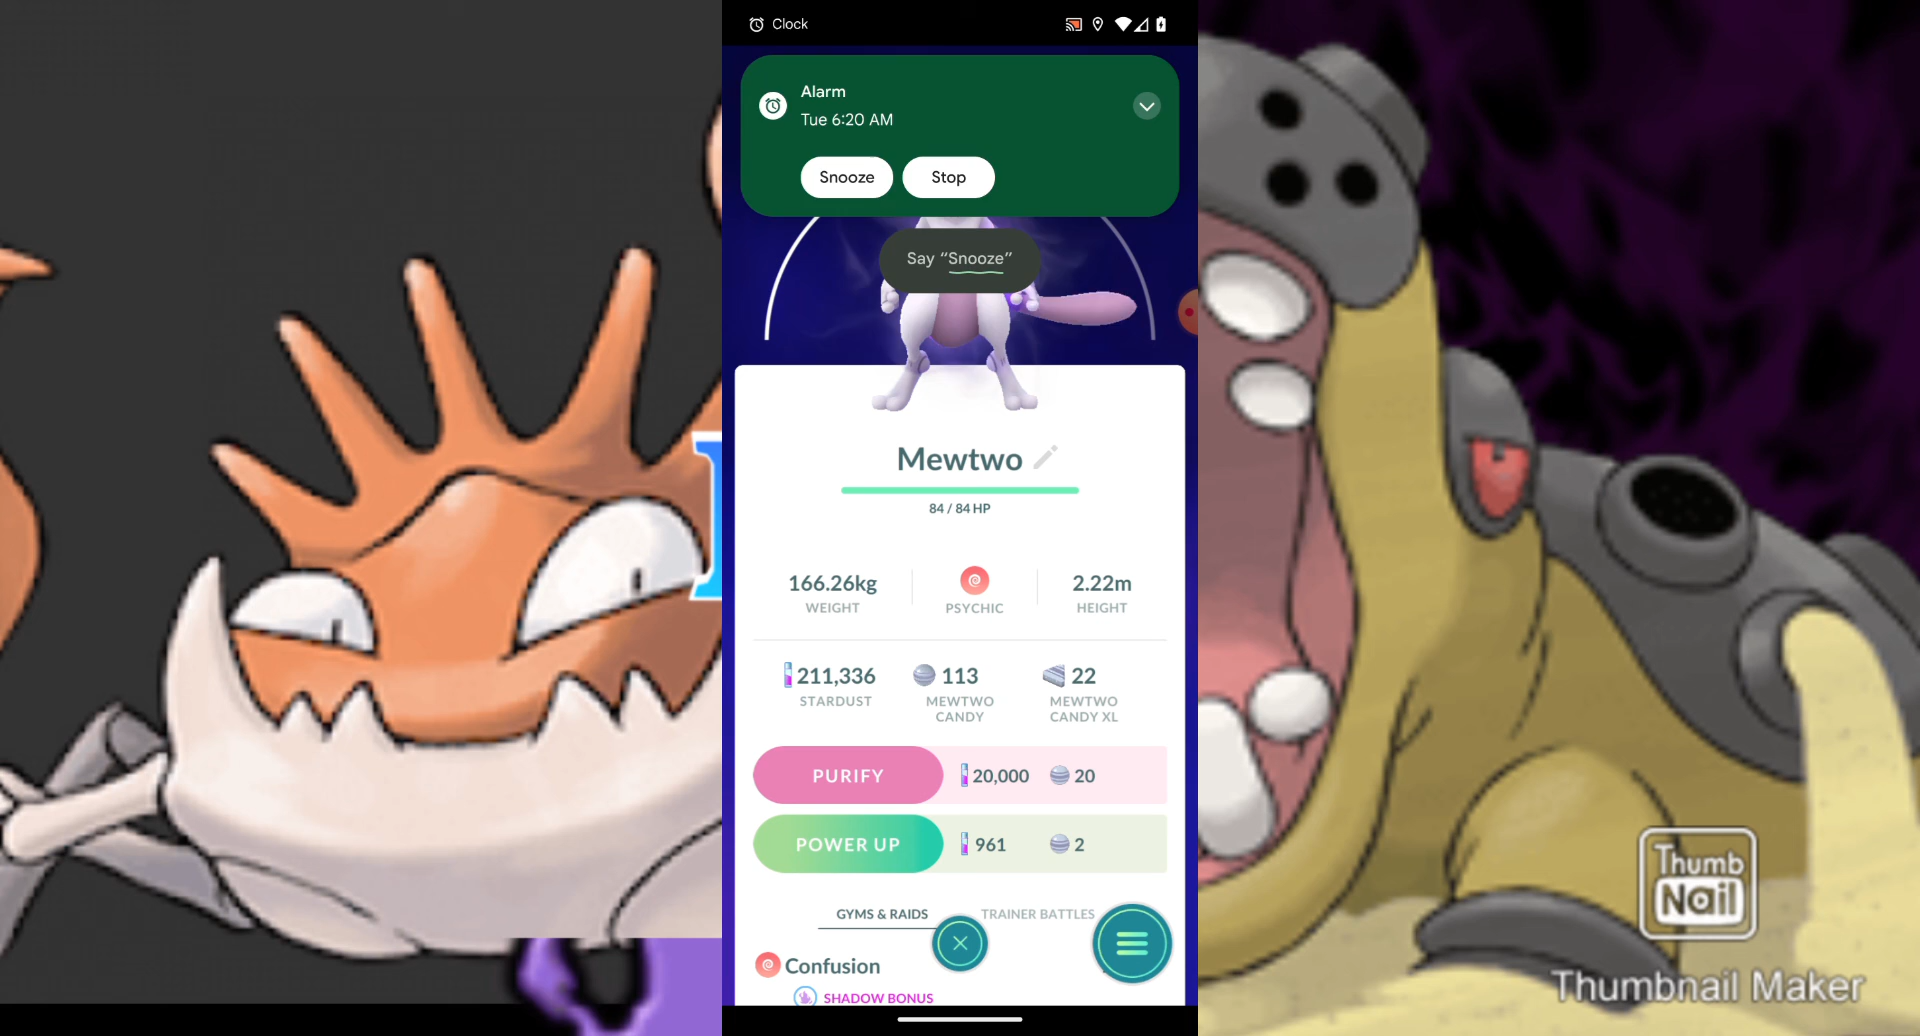 Clock
Alarm
Tue 6:20 AM
Snooze Stop
Say “Snooze”
Mewtwo
84 / 84 HP
166.26kg
WEIGHT
PSYCHIC
2.22m
HEIGHT
211,336
STARDUST
113
MEWTWO
CANDY
22
MEWTWO
CANDY XL
PURIFY 20,000 20
POWER UP 961 2
GYMS & RAIDS TRAINER BATTLES
Confusion
SHADOW BONUS
Thumb
Nail
Thumbnail Maker